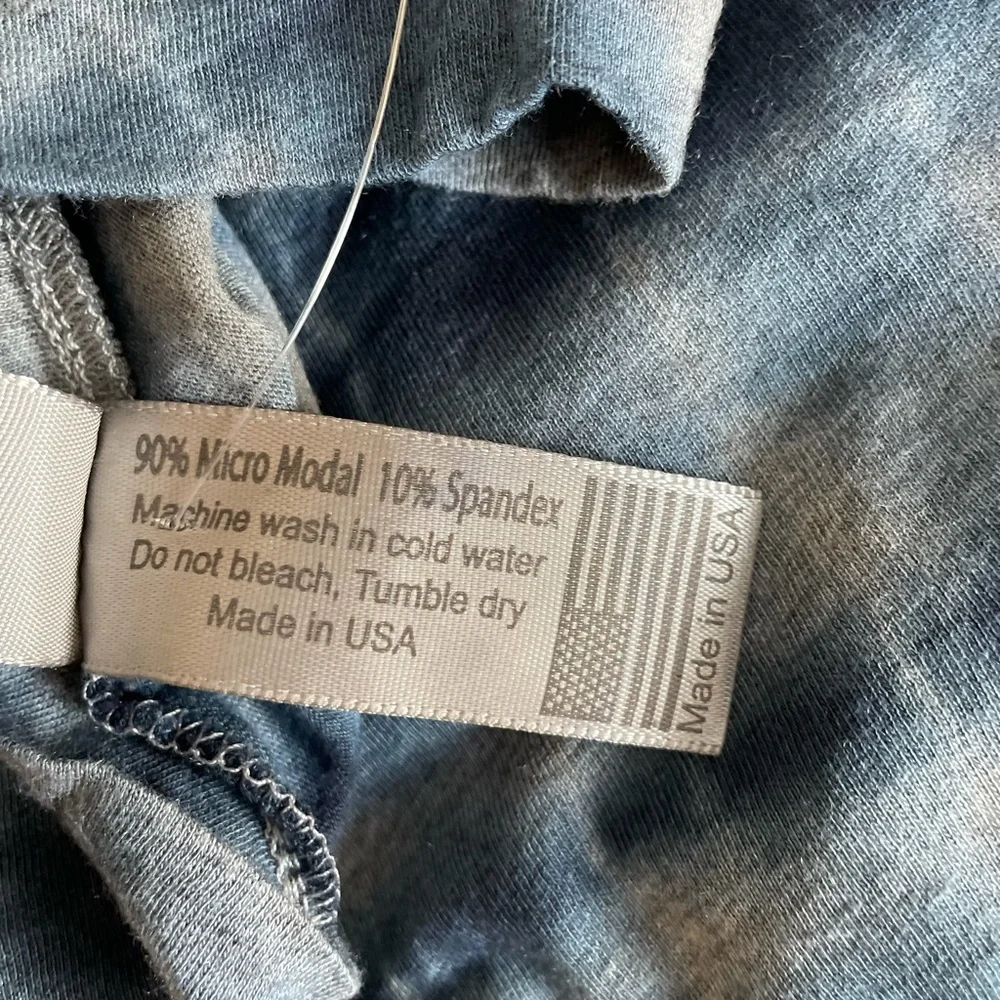 90% Micro Modal 10% Spandex
Machine wash in cold water
Do not bleach, Tumble dry
Made in USA
Made in USA